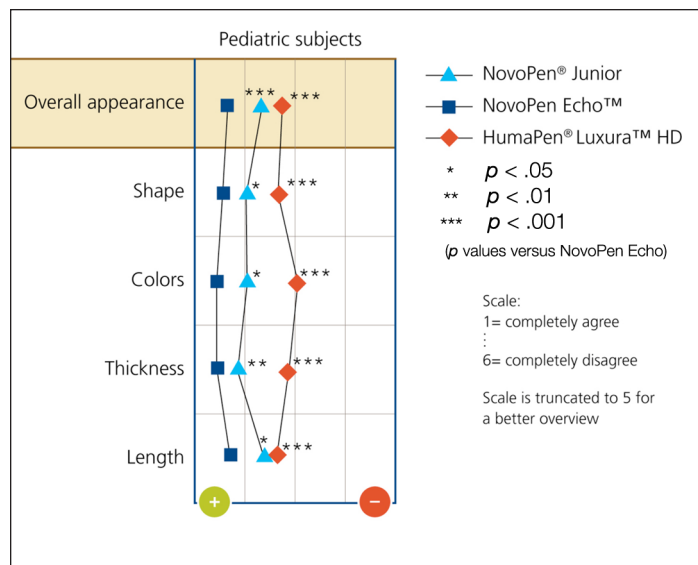 Pediatric subjects
Overall appearance
*** ***
Shape
* ***
Colors
* ***
Thickness
** ***
Length
* ***
+ −
NovoPen® Junior
NovoPen Echo™
HumaPen® Luxura™ HD
* p < .05
** p < .01
*** p < .001
(p values versus NovoPen Echo)
Scale:
1= completely agree
⋮
6= completely disagree
Scale is truncated to 5 for
a better overview